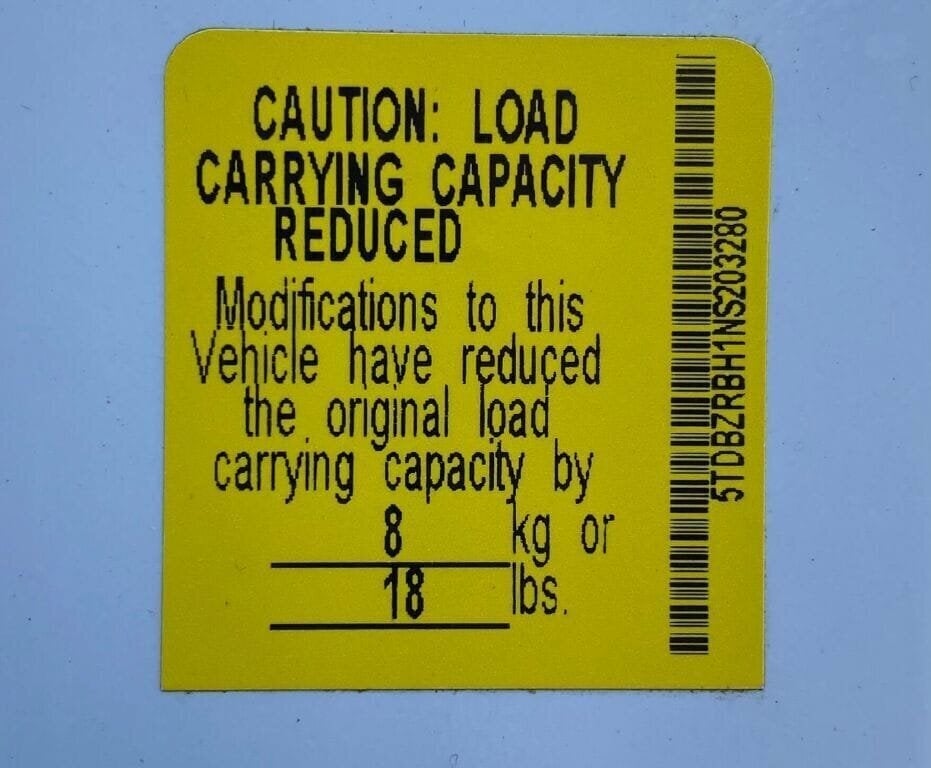 CAUTION: LOAD
CARRYING CAPACITY
REDUCED
Modifications to this
Vehicle have reduced
the original load
carrying capacity by
8 kg or
18 lbs.
5TDBZRBH1NS203280